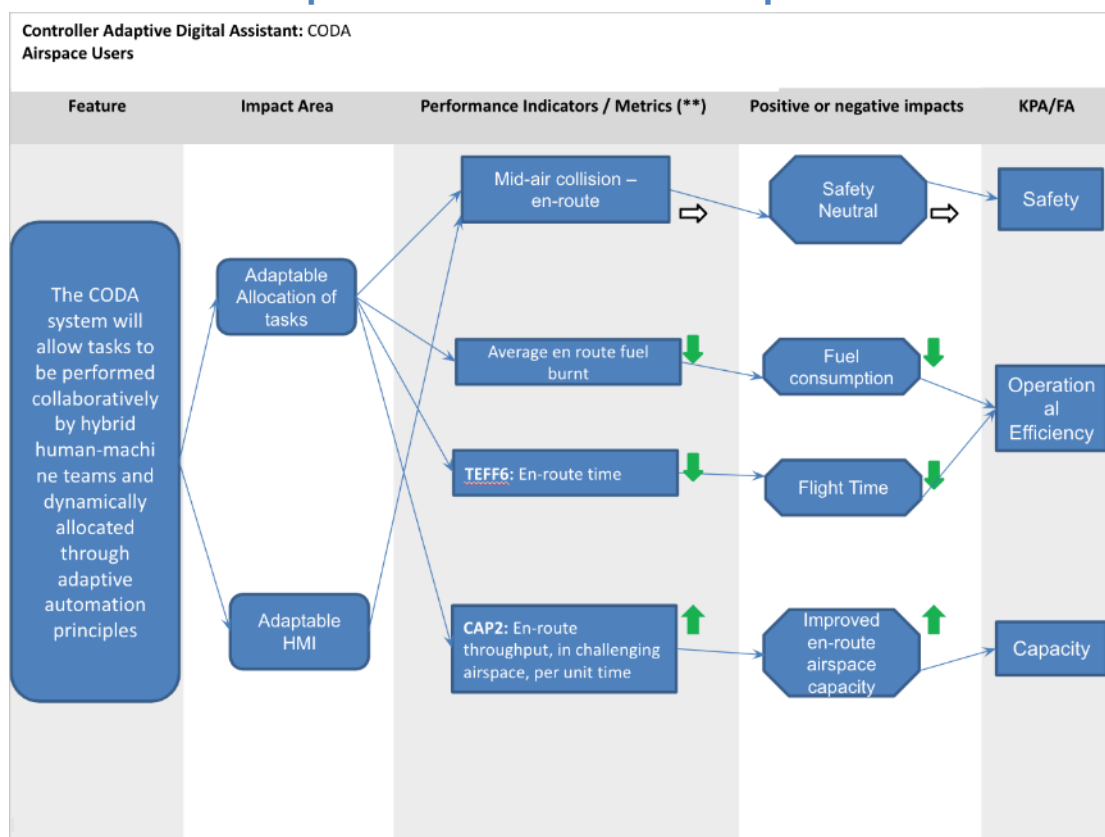 Controller Adaptive Digital Assistant: CODA
Airspace Users
Feature
Impact Area
Performance Indicators / Metrics (**)
Positive or negative impacts
KPA/FA
The CODA
system will
allow tasks to
be performed
collaboratively
by hybrid
human-machi
ne teams and
dynamically
allocated
through
adaptive
automation
principles
Adaptable
Allocation of
tasks
Adaptable
HMI
Mid-air collision –
en-route
Average en route fuel
burnt
TEFF6: En-route time
CAP2: En-route
throughput, in challenging
airspace, per unit time
Safety
Neutral
Fuel
consumption
Flight Time
Improved
en-route
airspace
capacity
Safety
Operation
al
Efficiency
Capacity